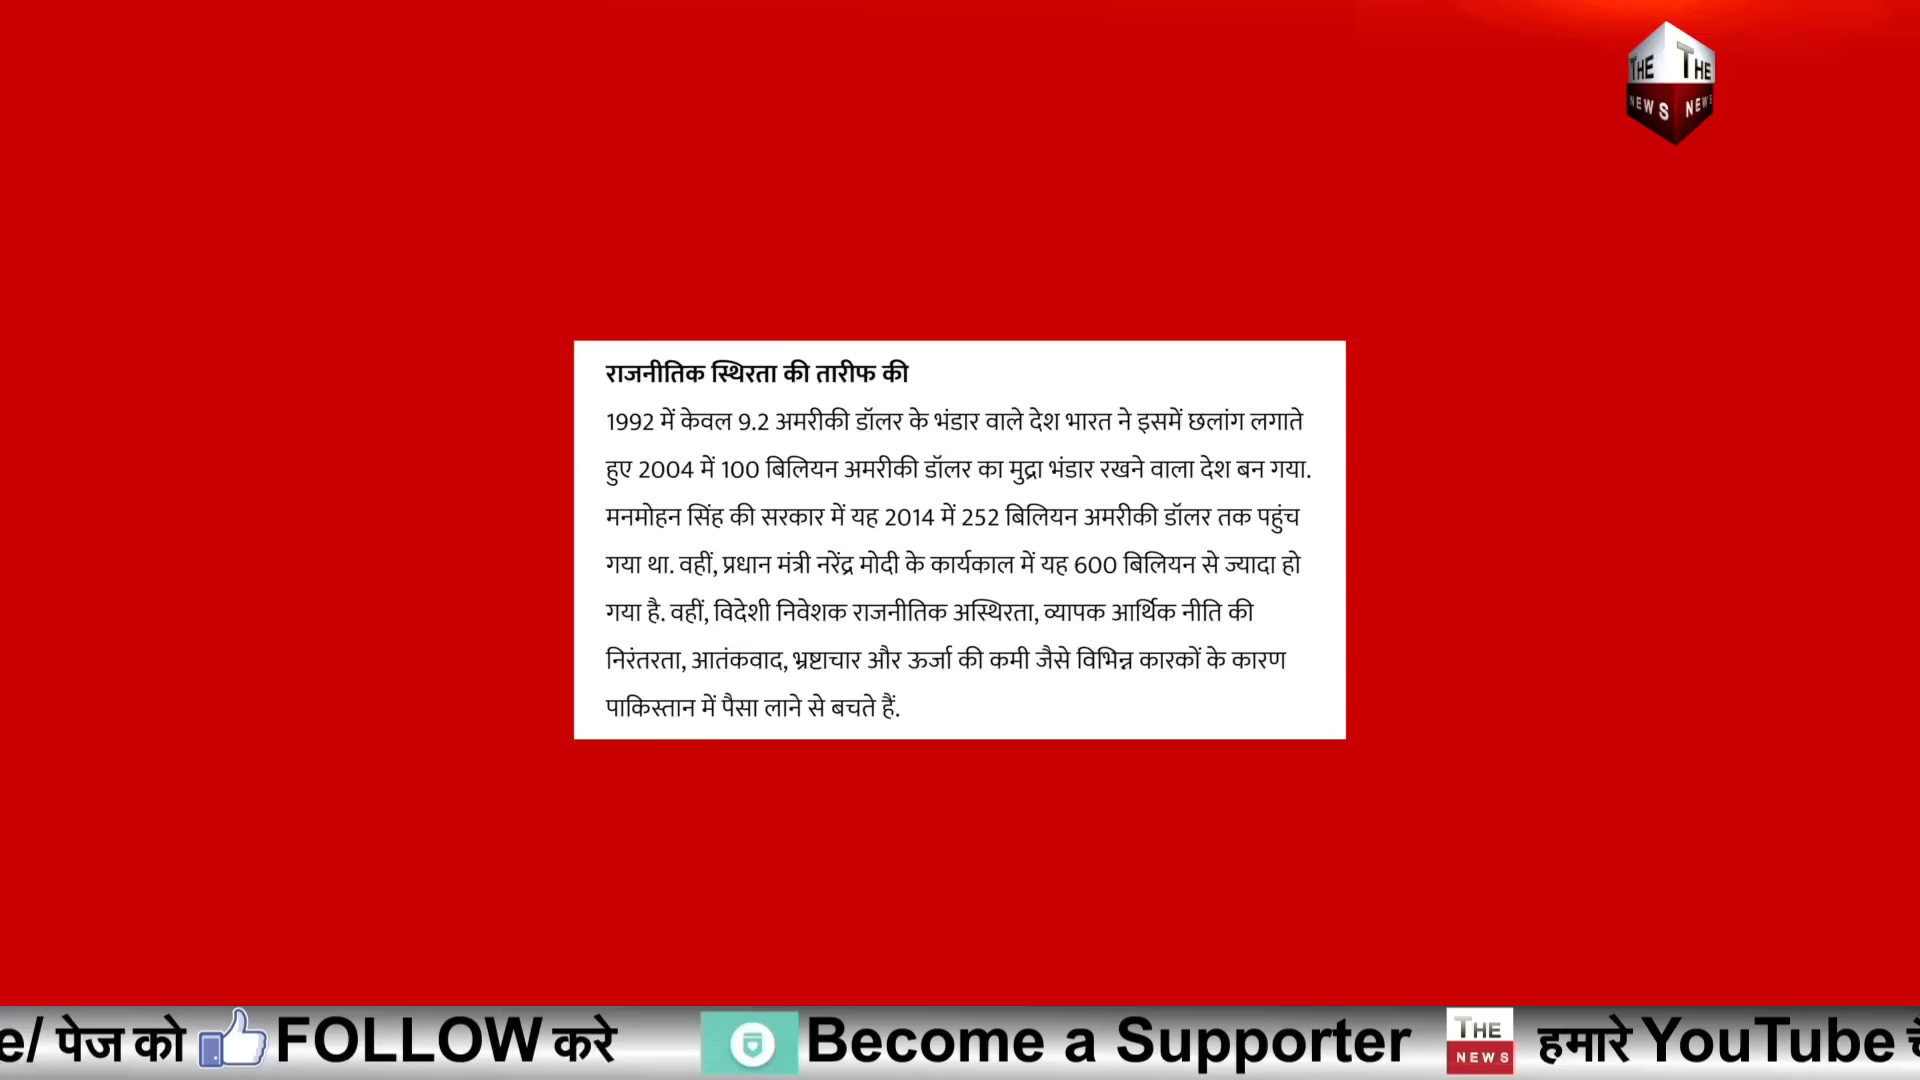 THE THE
NEWS NEWS
राजनीतिक स्थिरता की तारीफ की
1992 में केवल 9.2 अमरीकी डॉलर के भंडार वाले देश भारत ने इसमें छलांग लगाते
हुए 2004 में 100 बिलियन अमरीकी डॉलर का मुद्रा भंडार रखने वाला देश बन गया.
मनमोहन सिंह की सरकार में यह 2014 में 252 बिलियन अमरीकी डॉलर तक पहुंच
गया था. वहीं, प्रधान मंत्री नरेंद्र मोदी के कार्यकाल में यह 600 बिलियन से ज्यादा हो
गया है. वहीं, विदेशी निवेशक राजनीतिक अस्थिरता, व्यापक आर्थिक नीति की
निरंतरता, आतंकवाद, भ्रष्टाचार और ऊर्जा की कमी जैसे विभिन्न कारकों के कारण
पाकिस्तान में पैसा लाने से बचते हैं.
e/ पेज को FOLLOW करे Become a Supporter THE NEWS हमारे YouTube